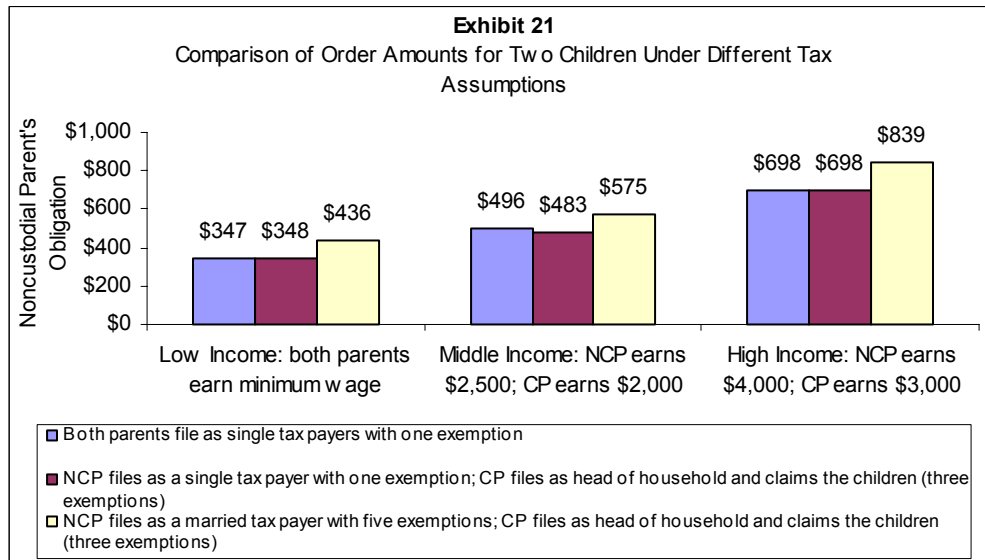 Exhibit 21
Comparison of Order Amounts for Two Children Under Different Tax
Assumptions
Noncustodial Parent's
Obligation
$1,000
$800
$600
$400
$200
$0
$347
$348
$436
$496
$483
$575
$698
$698
$839
Low Income: both parents
earn minimum wage
Middle Income: NCP earns
$2,500; CP earns $2,000
High Income: NCP earns
$4,000; CP earns $3,000
Both parents file as single tax payers with one exemption
NCP files as a single tax payer with one exemption; CP files as head of household and claims the children (three
exemptions)
NCP files as a married tax payer with five exemptions; CP files as head of household and claims the children
(three exemptions)